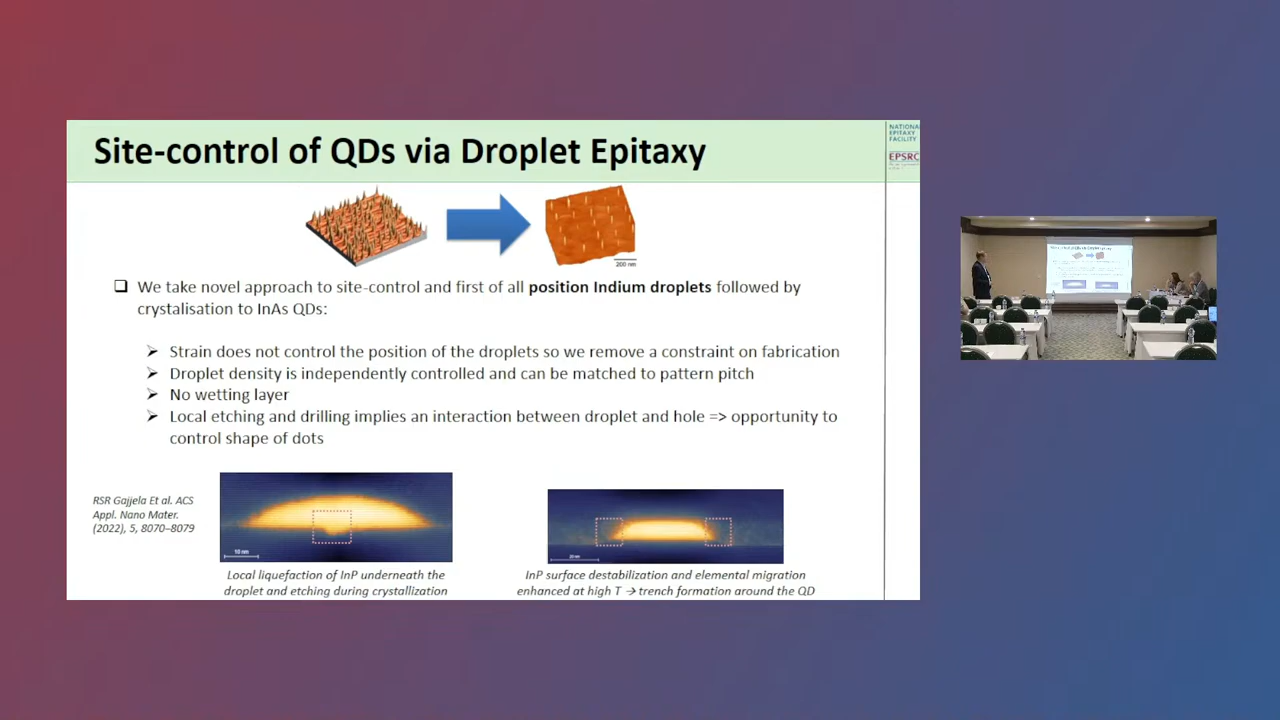 Site-control of QDs via Droplet Epitaxy
NATIONAL
EPITAXY
FACILITY
EPSRC
200 nm
❑ We take novel approach to site-control and first of all position Indium droplets followed by
crystalisation to InAs QDs:
➢ Strain does not control the position of the droplets so we remove a constraint on fabrication
➢ Droplet density is independently controlled and can be matched to pattern pitch
➢ No wetting layer
➢ Local etching and drilling implies an interaction between droplet and hole => opportunity to
control shape of dots
RSR Gajjela Et al. ACS
Appl. Nano Mater.
(2022), 5, 8070–8079
10 nm
20 nm
Local liquefaction of InP underneath the
droplet and etching during crystallization
InP surface destabilization and elemental migration
enhanced at high T → trench formation around the QD